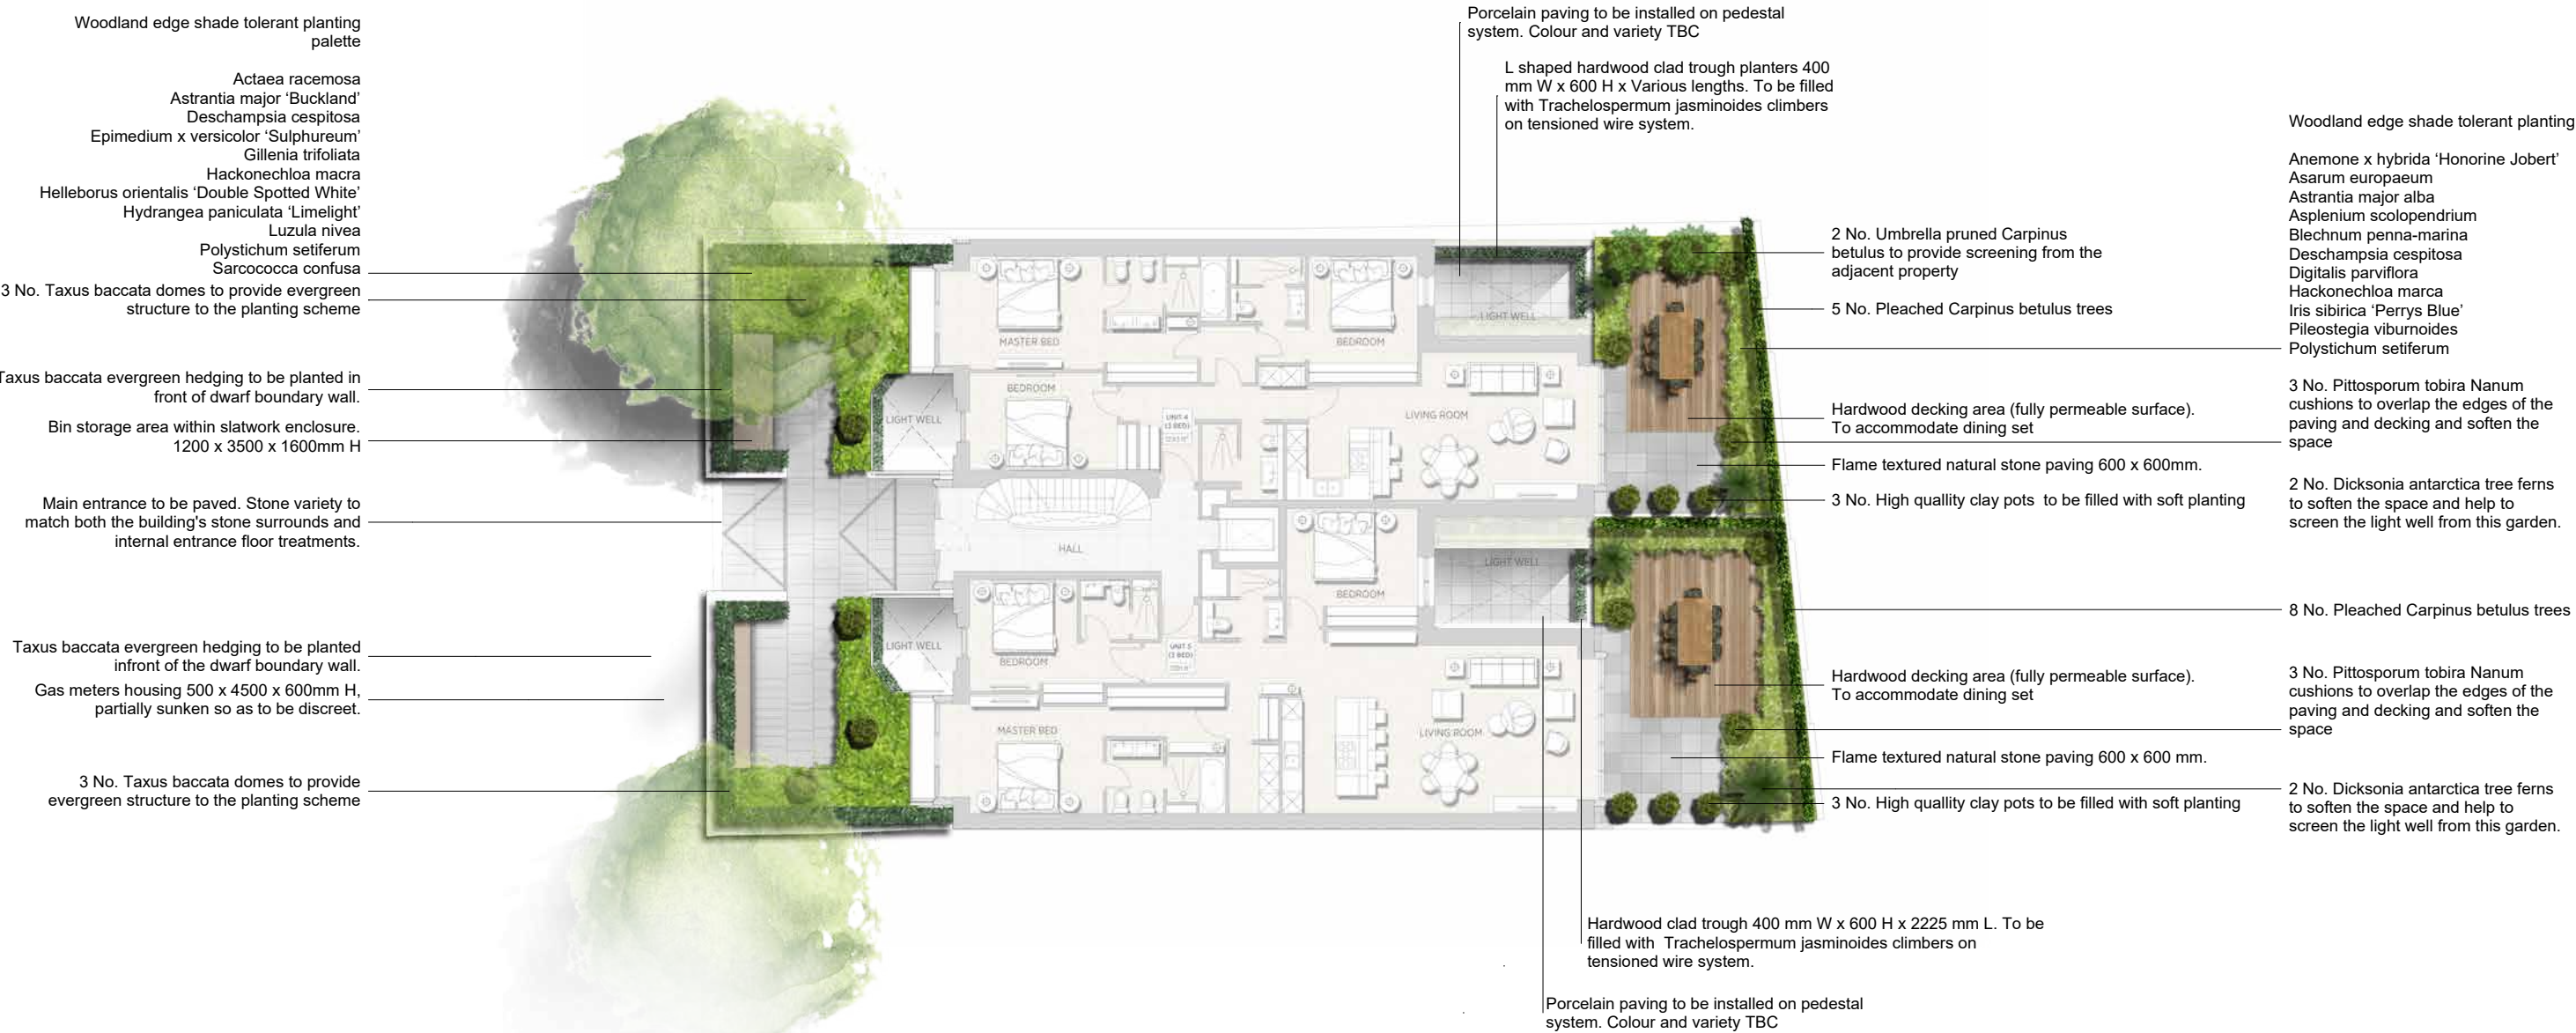 Woodland edge shade tolerant planting
palette
Actaea racemosa
Astrantia major ‘Buckland’
Deschampsia cespitosa
Epimedium x versicolor ‘Sulphureum’
Gillenia trifoliata
Hackonechloa macra
Helleborus orientalis ‘Double Spotted White’
Hydrangea paniculata ‘Limelight’
Luzula nivea
Polystichum setiferum
Sarcococca confusa
3 No. Taxus baccata domes to provide evergreen
structure to the planting scheme
Taxus baccata evergreen hedging to be planted in
front of dwarf boundary wall.
Bin storage area within slatwork enclosure.
1200 x 3500 x 1600mm H
Main entrance to be paved. Stone variety to
match both the building's stone surrounds and
internal entrance floor treatments.
Taxus baccata evergreen hedging to be planted
infront of the dwarf boundary wall.
Gas meters housing 500 x 4500 x 600mm H,
partially sunken so as to be discreet.
3 No. Taxus baccata domes to provide
evergreen structure to the planting scheme
Porcelain paving to be installed on pedestal
system. Colour and variety TBC
L shaped hardwood clad trough planters 400
mm W x 600 H x Various lengths. To be filled
with Trachelospermum jasminoides climbers
on tensioned wire system.
MASTER BED
BEDROOM
LIGHT WELL
BEDROOM
LIGHT WELL
UNIT 4
(3 BED)
LIVING ROOM
HALL
LIGHT WELL
BEDROOM
LIGHT WELL
BEDROOM
UNIT 5
(3 BED)
MASTER BED
LIVING ROOM
2 No. Umbrella pruned Carpinus
betulus to provide screening from the
adjacent property
5 No. Pleached Carpinus betulus trees
Hardwood decking area (fully permeable surface).
To accommodate dining set
Flame textured natural stone paving 600 x 600mm.
3 No. High quallity clay pots  to be filled with soft planting
Hardwood decking area (fully permeable surface).
To accommodate dining set
Flame textured natural stone paving 600 x 600 mm.
3 No. High quallity clay pots to be filled with soft planting
Hardwood clad trough 400 mm W x 600 H x 2225 mm L. To be
filled with  Trachelospermum jasminoides climbers on
tensioned wire system.
Porcelain paving to be installed on pedestal
system. Colour and variety TBC
Woodland edge shade tolerant planting
Anemone x hybrida ‘Honorine Jobert’
Asarum europaeum
Astrantia major alba
Asplenium scolopendrium
Blechnum penna-marina
Deschampsia cespitosa
Digitalis parviflora
Hackonechloa marca
Iris sibirica ‘Perrys Blue’
Pileostegia viburnoides
Polystichum setiferum
3 No. Pittosporum tobira Nanum
cushions to overlap the edges of the
paving and decking and soften the
space
2 No. Dicksonia antarctica tree ferns
to soften the space and help to
screen the light well from this garden.
8 No. Pleached Carpinus betulus trees
3 No. Pittosporum tobira Nanum
cushions to overlap the edges of the
paving and decking and soften the
space
2 No. Dicksonia antarctica tree ferns
to soften the space and help to
screen the light well from this garden.